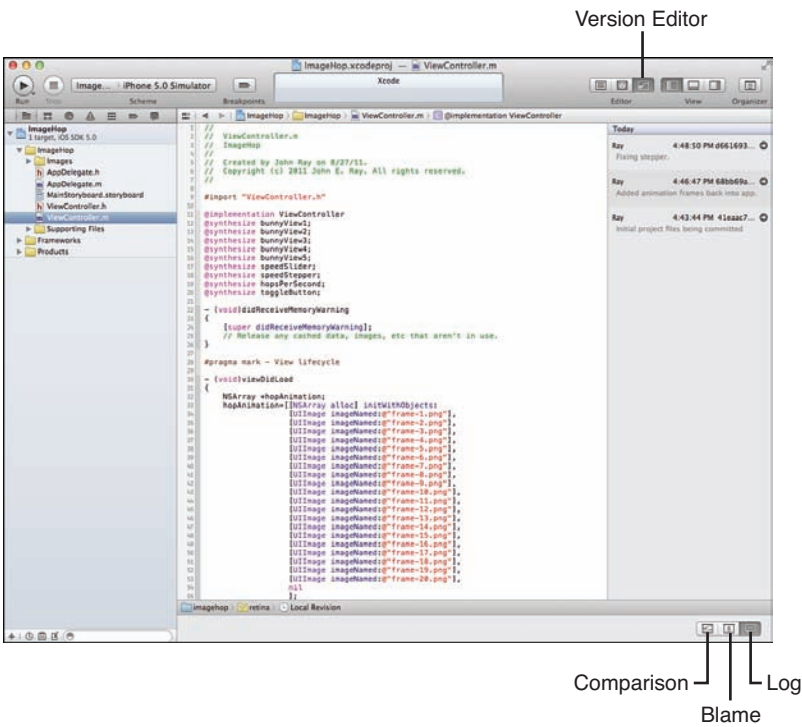 Version Editor
ImageHop.xcodeproj — ViewController.m
Image... iPhone 5.0 Simulator
Xcode
Run Stop Scheme Breakpoints Editor View Organizer
ImageHop ImageHop ViewController.m @implementation ViewController
ImageHop
1 target, iOS SDK 5.0
ImageHop
Images
AppDelegate.h
AppDelegate.m
MainStoryboard.storyboard
ViewController.h
ViewController.m
Supporting Files
Frameworks
Products
//
// ViewController.m
// ImageHop
//
// Created by John Ray on 8/27/11.
// Copyright (c) 2011 John E. Ray. All rights reserved.
//
#import "ViewController.h"
@implementation ViewController
@synthesize bunnyView1;
@synthesize bunnyView2;
@synthesize bunnyView3;
@synthesize bunnyView4;
@synthesize bunnyView5;
@synthesize speedSlider;
@synthesize speedStepper;
@synthesize hopsPerSecond;
@synthesize toggleButton;
- (void)didReceiveMemoryWarning
{
[super didReceiveMemoryWarning];
// Release any cached data, images, etc that aren't in use.
}
#pragma mark - View lifecycle
- (void)viewDidLoad
{
NSArray *hopAnimation;
hopAnimation=[[NSArray alloc] initWithObjects:
[UIImage imageNamed:@"frame-1.png"],
[UIImage imageNamed:@"frame-2.png"],
[UIImage imageNamed:@"frame-3.png"],
[UIImage imageNamed:@"frame-4.png"],
[UIImage imageNamed:@"frame-5.png"],
[UIImage imageNamed:@"frame-6.png"],
[UIImage imageNamed:@"frame-7.png"],
[UIImage imageNamed:@"frame-8.png"],
[UIImage imageNamed:@"frame-9.png"],
[UIImage imageNamed:@"frame-10.png"],
[UIImage imageNamed:@"frame-11.png"],
[UIImage imageNamed:@"frame-12.png"],
[UIImage imageNamed:@"frame-13.png"],
[UIImage imageNamed:@"frame-14.png"],
[UIImage imageNamed:@"frame-15.png"],
[UIImage imageNamed:@"frame-16.png"],
[UIImage imageNamed:@"frame-17.png"],
[UIImage imageNamed:@"frame-18.png"],
[UIImage imageNamed:@"frame-19.png"],
[UIImage imageNamed:@"frame-20.png"],
nil
];
Today
Ray 4:48:50 PM d661693...
Fixing stepper.
Ray 4:46:47 PM 68bb69a...
Added animation frames back into app.
Ray 4:43:44 PM 41eaac7...
Initial project files being committed
imagehop retina Local Revision
Comparison
Blame
Log